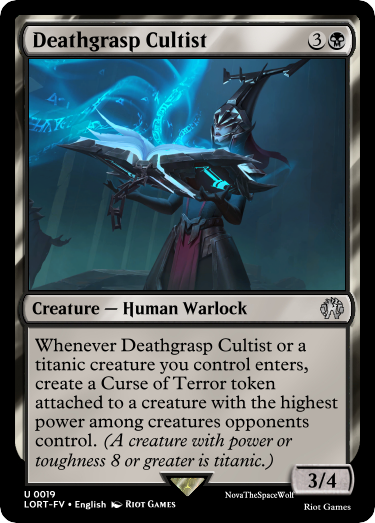 Deathgrasp Cultist 3
Creature — Human Warlock
Whenever Deathgrasp Cultist or a
titanic creature you control enters,
create a Curse of Terror token
attached to a creature with the highest
power among creatures opponents
control. (A creature with power or
toughness 8 or greater is titanic.)
3/4
U 0019 NovaTheSpaceWolf
LORT-FV • English Riot Games Riot Games